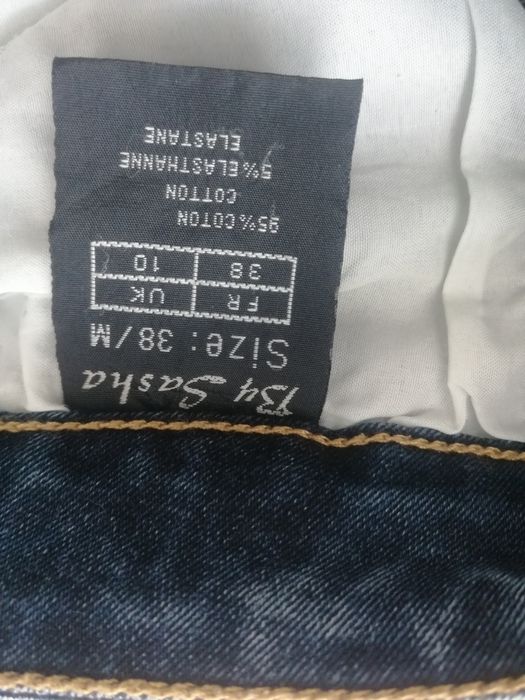 By Sasha
Size: 38/M
FR UK
38 10
95% COTON
COTTON
5% ELASTHANNE
ELASTANE